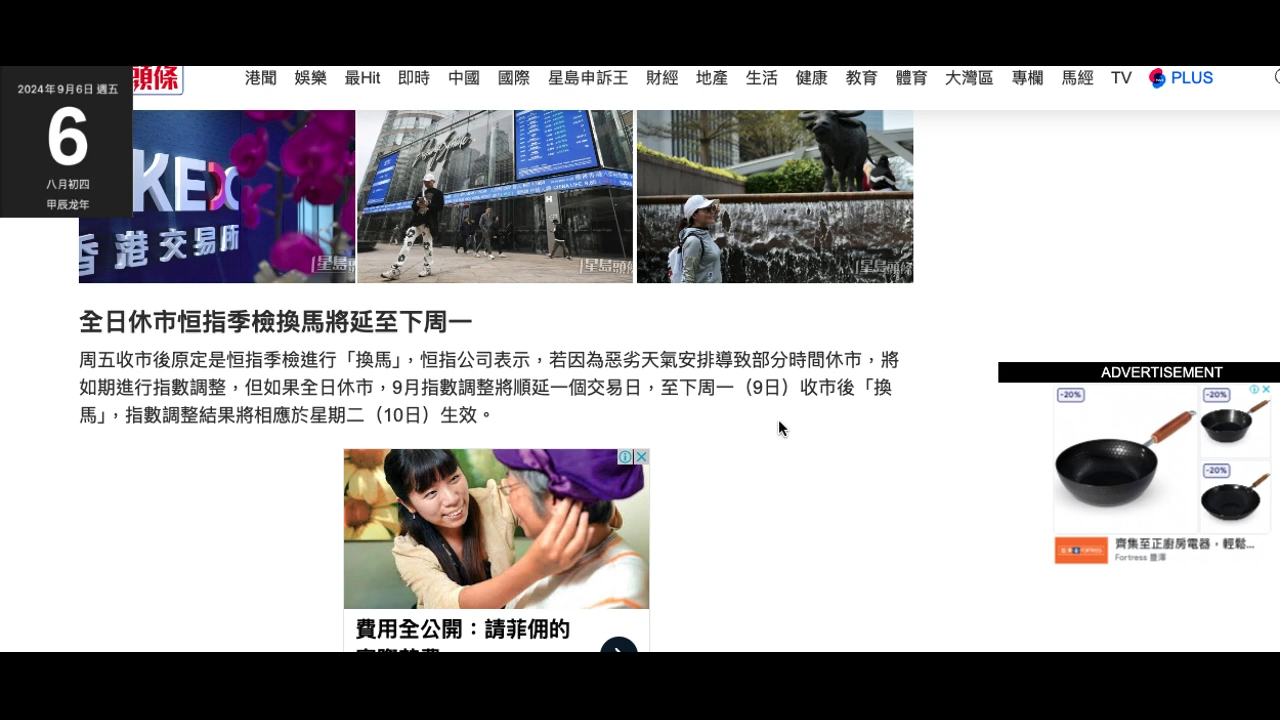 2024年9月6日 週五
6
八月初四
甲辰龙年
頭條
港聞 娛樂 最Hit 即時 中國 國際 星島申訴王 財經 地產 生活 健康 教育 體育 大灣區 專欄 馬經 TV PLUS
KEX
香港交易所
星島頭條
星島頭條
星島頭條
全日休市恒指季檢換馬將延至下周一
周五收市後原定是恒指季檢進行「換馬」，恒指公司表示，若因為惡劣天氣安排導致部分時間休市，將
如期進行指數調整，但如果全日休市，9月指數調整將順延一個交易日，至下周一（9日）收市後「換
馬」，指數調整結果將相應於星期二（10日）生效。
ADVERTISEMENT
-20%
-20%
-20%
齊集至正廚房電器，輕鬆...
Fortress 豐澤
費用全公開：請菲佣的